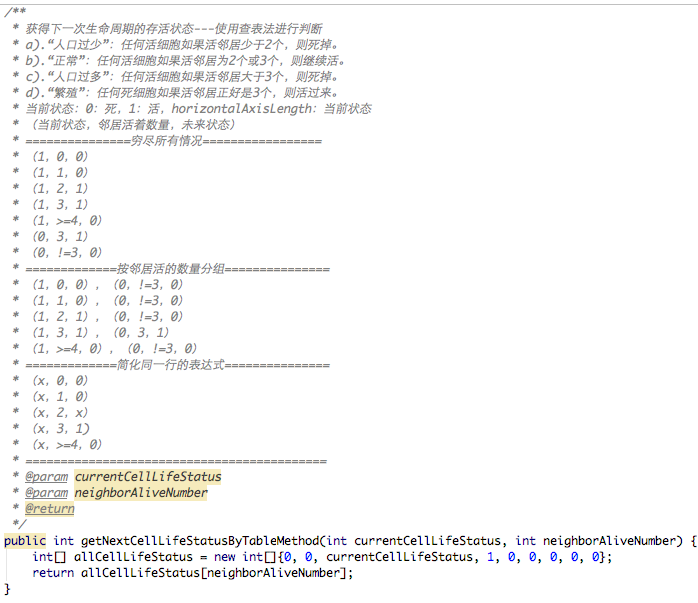 /**
 * 获得下一次生命周期的存活状态---使用查表法进行判断
 * a).“人口过少”：任何活细胞如果活邻居少于2个，则死掉。
 * b).“正常”：任何活细胞如果活邻居为2个或3个，则继续活。
 * c).“人口过多”：任何活细胞如果活邻居大于3个，则死掉。
 * d).“繁殖”：任何死细胞如果活邻居正好是3个，则活过来。
 * 当前状态：0：死，1：活，horizontalAxisLength：当前状态
 * （当前状态，邻居活着数量，未来状态）
 * ===============穷尽所有情况=================
 * （1，0，0）
 * （1，1，0）
 * （1，2，1）
 * （1，3，1）
 * （1，>=4，0）
 * （0，3，1）
 * （0，!=3，0）
 * =============按邻居活的数量分组===============
 * （1，0，0），（0，!=3，0）
 * （1，1，0），（0，!=3，0）
 * （1，2，1），（0，!=3，0）
 * （1，3，1），（0，3，1）
 * （1，>=4，0），（0，!=3，0）
 * =============简化同一行的表达式===============
 * （x，0，0）
 * （x，1，0）
 * （x，2，x）
 * （x，3，1)
 * （x，>=4，0）
 * ===========================================
 * @param currentCellLifeStatus
 * @param neighborAliveNumber
 * @return
 */
public int getNextCellLifeStatusByTableMethod(int currentCellLifeStatus, int neighborAliveNumber) {
    int[] allCellLifeStatus = new int[]{0, 0, currentCellLifeStatus, 1, 0, 0, 0, 0, 0};
    return allCellLifeStatus[neighborAliveNumber];
}